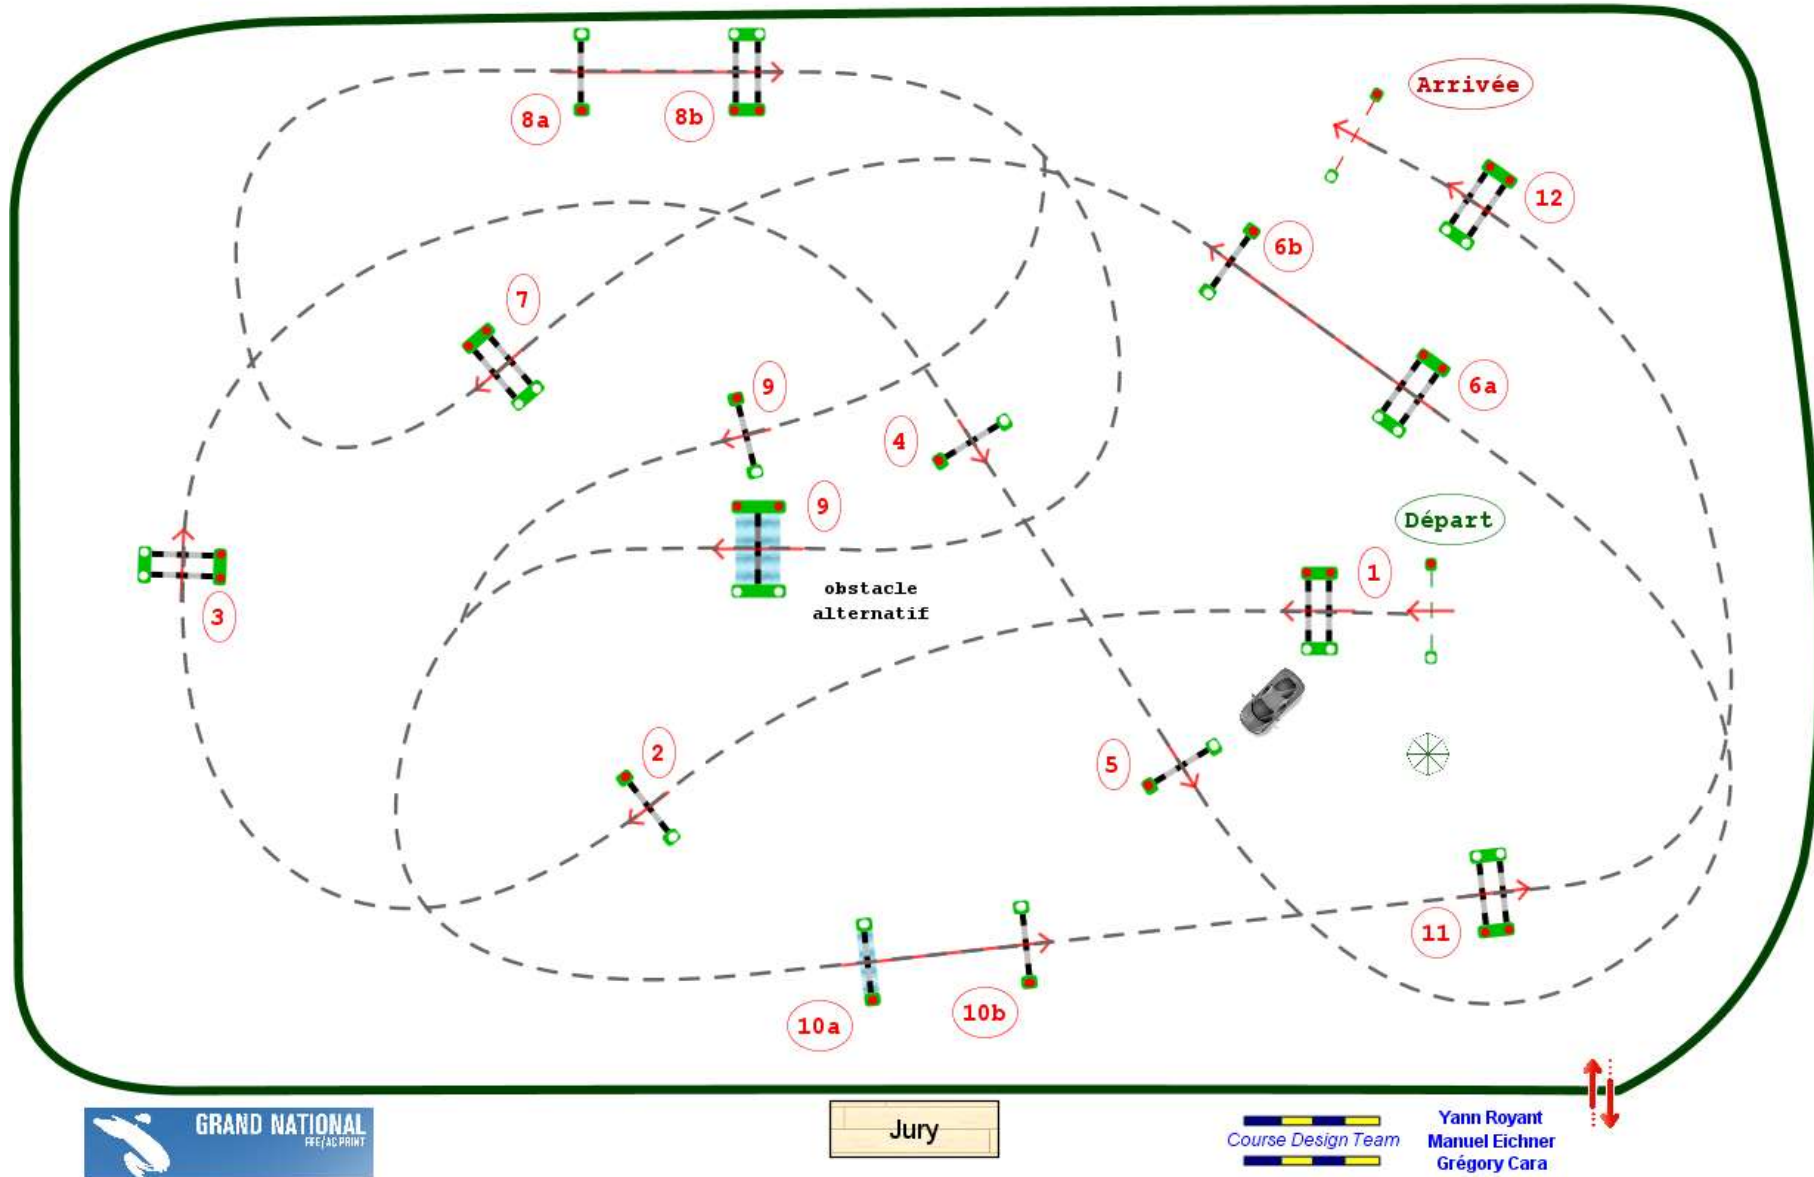 8a
8b
Arrivée
12
6b
7
9
4
6a
9
Départ
1
obstacle
alternatif
3
2
5
11
10a
10b
GRAND NATIONAL
FFE/AC PRINT
Jury
Course Design Team
Yann Royant
Manuel Eichner
Grégory Cara